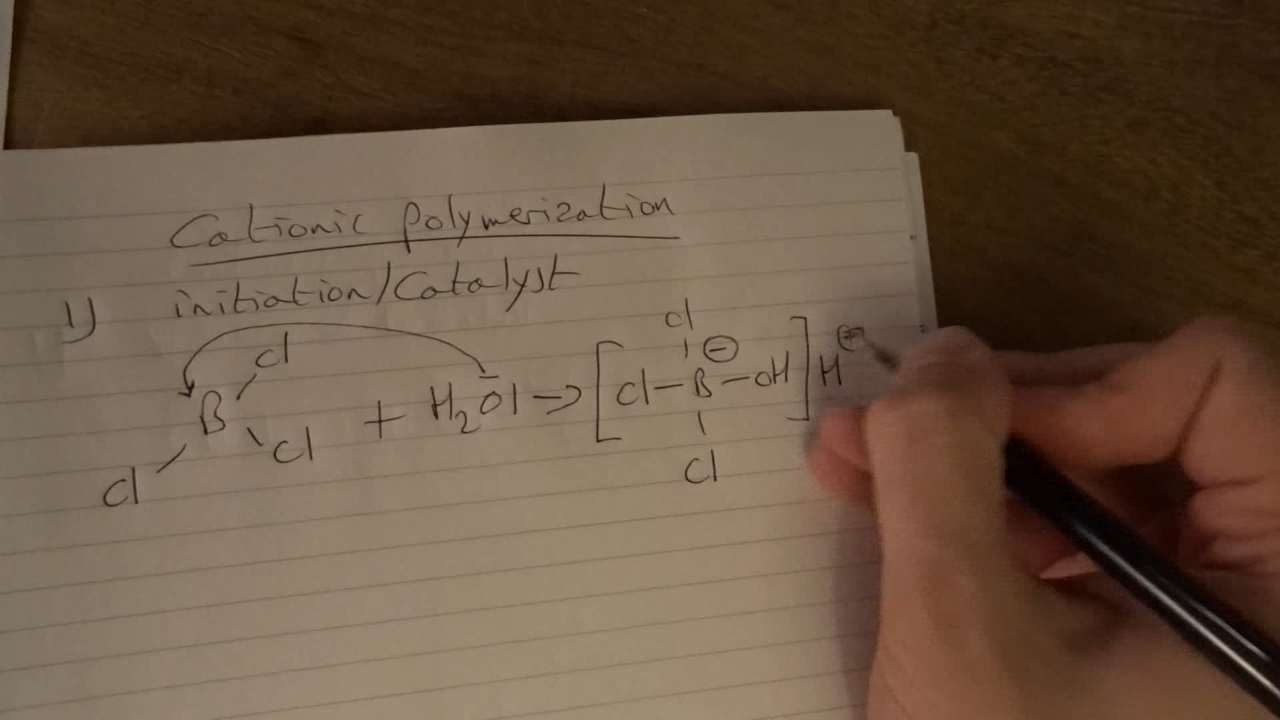 Cationic polymerization
1) initiation/Catalyst
Cl
Cl
B + H₂O → [Cl–B⊖–OH]H⊕
Cl
Cl
Cl